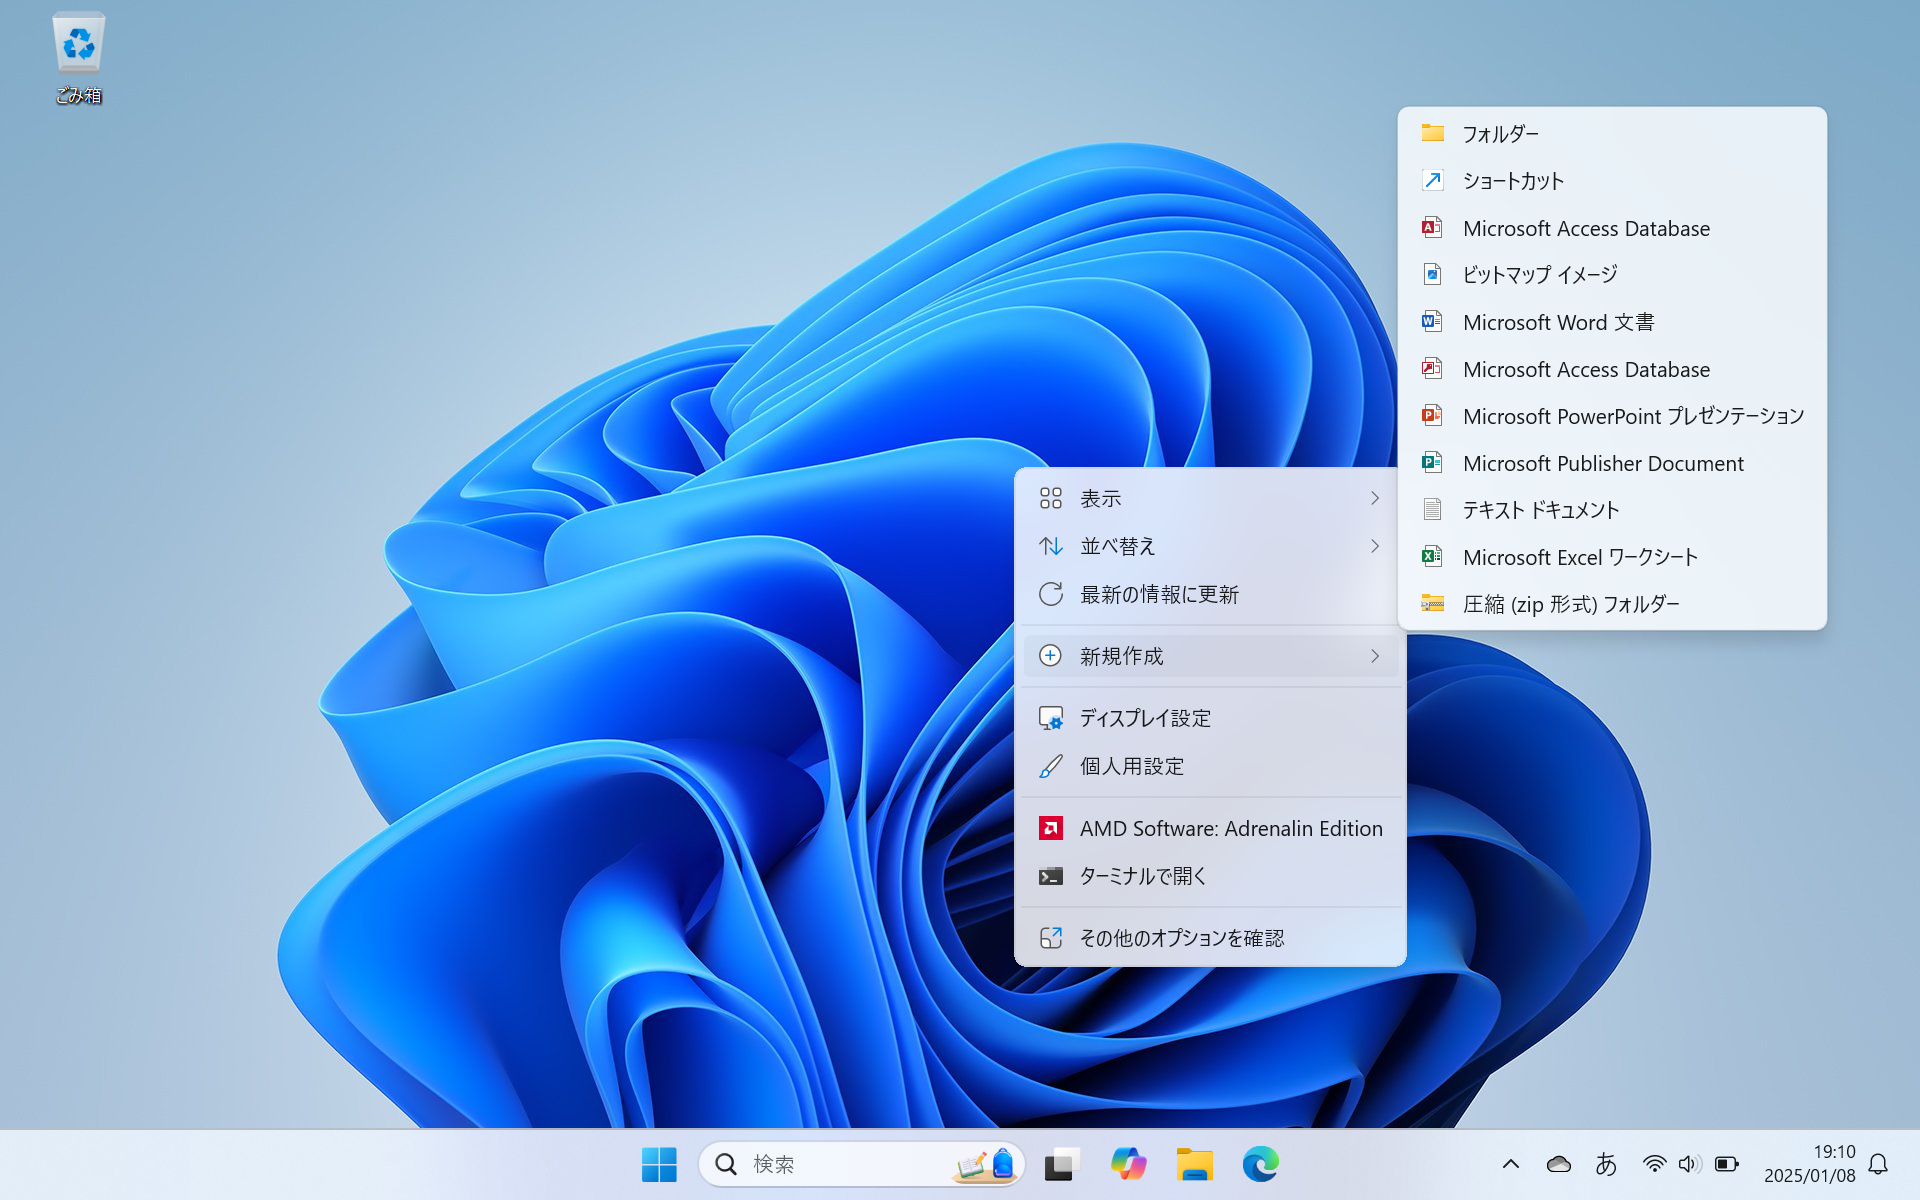 ごみ箱
フォルダー
ショートカット
Microsoft Access Database
ビットマップ イメージ
Microsoft Word 文書
Microsoft Access Database
Microsoft PowerPoint プレゼンテーション
Microsoft Publisher Document
テキスト ドキュメント
Microsoft Excel ワークシート
圧縮 (zip 形式) フォルダー
表示
並べ替え
最新の情報に更新
新規作成
ディスプレイ設定
個人用設定
AMD Software: Adrenalin Edition
ターミナルで開く
その他のオプションを確認
検索
あ
19:10
2025/01/08